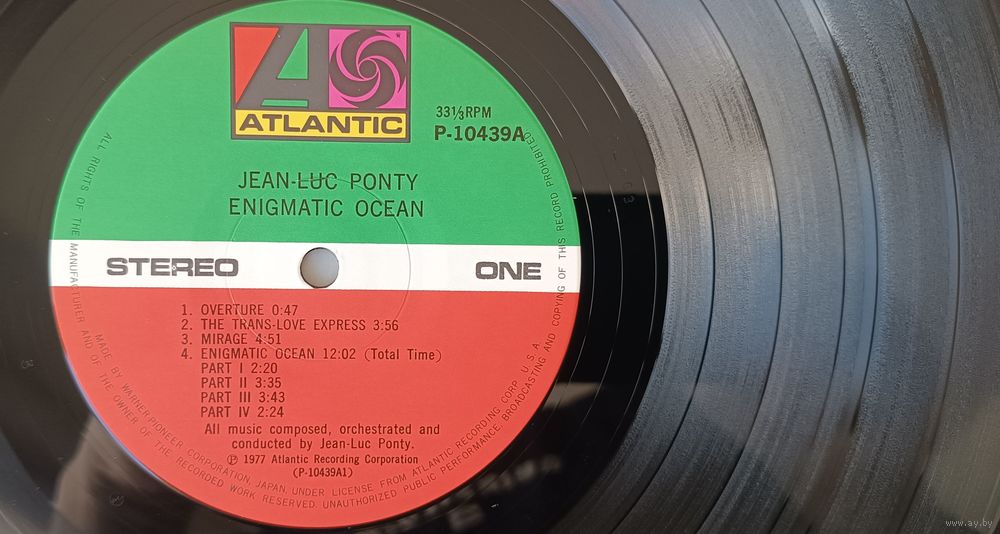 ATLANTIC
33⅓RPM
P-10439A
JEAN-LUC PONTY
ENIGMATIC OCEAN
STEREO
ONE
1. OVERTURE 0:47
2. THE TRANS-LOVE EXPRESS 3:56
3. MIRAGE 4:51
4. ENIGMATIC OCEAN 12:02 (Total Time)
PART I 2:20
PART II 3:35
PART III 3:43
PART IV 2:24
All music composed, orchestrated and
conducted by Jean-Luc Ponty.
Ⓟ 1977 Atlantic Recording Corporation
(P-10439A1)
MADE BY WARNER-PIONEER CORPORATION, JAPAN, UNDER LICENSE FROM ATLANTIC RECORDING CORP. U.S.A.
ALL RIGHTS OF THE MANUFACTURER AND OF THE OWNER OF THE RECORDED WORK RESERVED. UNAUTHORIZED PUBLIC PERFORMANCE, BROADCASTING AND COPYING OF THIS RECORD PROHIBITED
www.ay.by